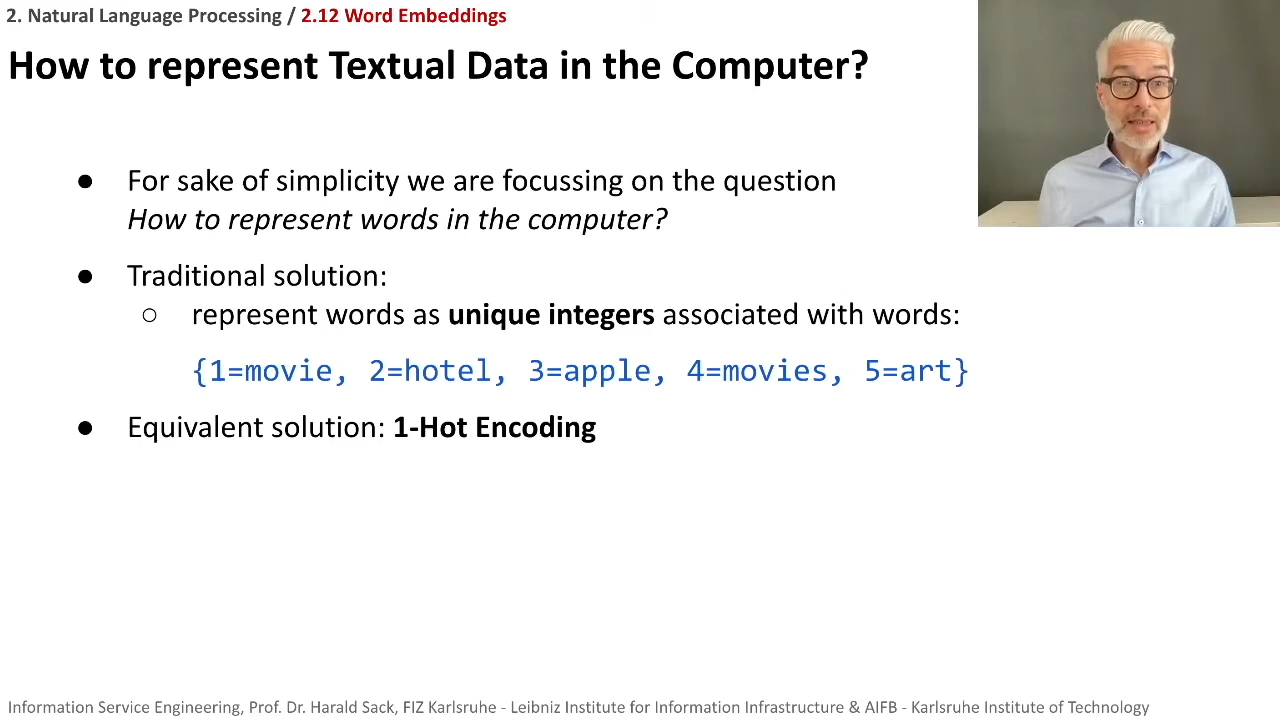 2. Natural Language Processing / 2.12 Word Embeddings
How to represent Textual Data in the Computer?
● For sake of simplicity we are focussing on the question
How to represent words in the computer?
● Traditional solution:
○ represent words as unique integers associated with words:
{1=movie, 2=hotel, 3=apple, 4=movies, 5=art}
● Equivalent solution: 1-Hot Encoding
Information Service Engineering, Prof. Dr. Harald Sack, FIZ Karlsruhe - Leibniz Institute for Information Infrastructure & AIFB - Karlsruhe Institute of Technology